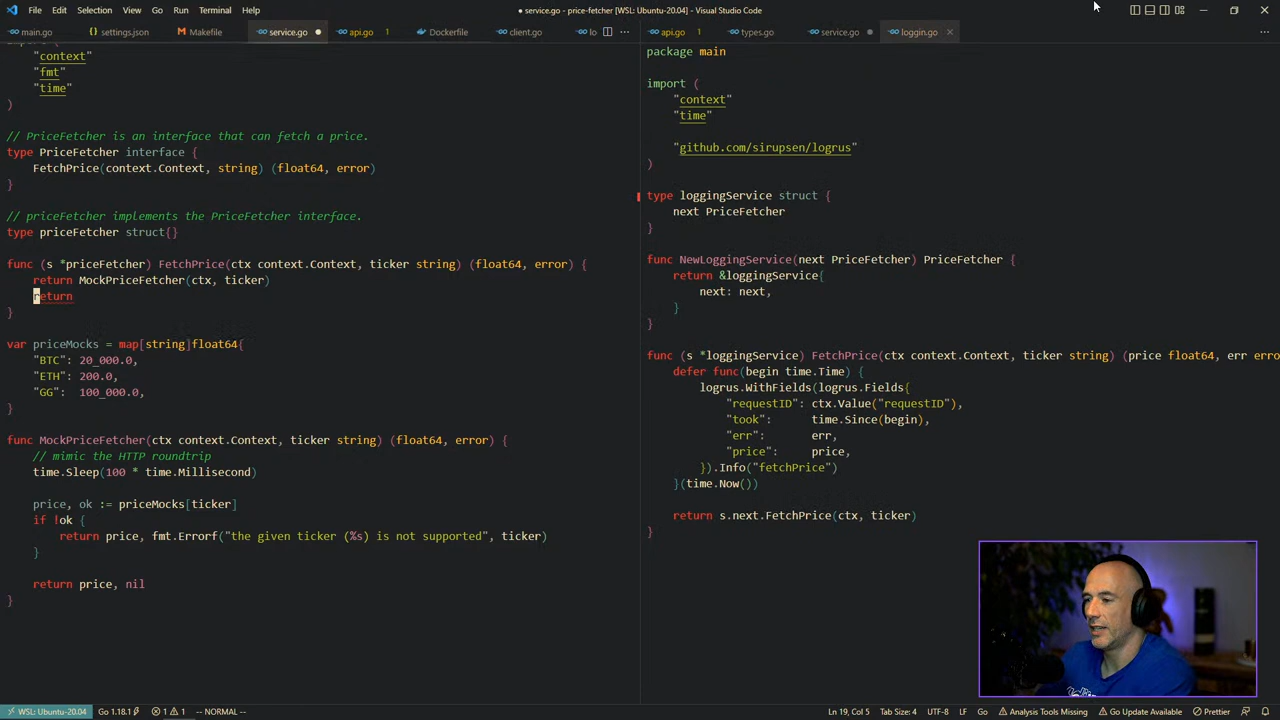 File Edit Selection View Go Run Terminal Help
● service.go - price-fetcher [WSL: Ubuntu-20.04] - Visual Studio Code
main.go settings.json Makefile service.go ● api.go 1 Dockerfile client.go lo
"context"
"fmt"
"time"
)
// PriceFetcher is an interface that can fetch a price.
type PriceFetcher interface {
FetchPrice(context.Context, string) (float64, error)
}
// priceFetcher implements the PriceFetcher interface.
type priceFetcher struct{}
func (s *priceFetcher) FetchPrice(ctx context.Context, ticker string) (float64, error) {
return MockPriceFetcher(ctx, ticker)
return
}
var priceMocks = map[string]float64{
"BTC": 20_000.0,
"ETH": 200.0,
"GG": 100_000.0,
}
func MockPriceFetcher(ctx context.Context, ticker string) (float64, error) {
// mimic the HTTP roundtrip
time.Sleep(100 * time.Millisecond)
price, ok := priceMocks[ticker]
if !ok {
return price, fmt.Errorf("the given ticker (%s) is not supported", ticker)
}
return price, nil
}
api.go 1 types.go service.go ● loggin.go ×
package main
import (
"context"
"time"
"github.com/sirupsen/logrus"
)
type loggingService struct {
next PriceFetcher
}
func NewLoggingService(next PriceFetcher) PriceFetcher {
return &loggingService{
next: next,
}
}
func (s *loggingService) FetchPrice(ctx context.Context, ticker string) (price float64, err erro
defer func(begin time.Time) {
logrus.WithFields(logrus.Fields{
"requestID": ctx.Value("requestID"),
"took": time.Since(begin),
"err": err,
"price": price,
}).Info("fetchPrice")
}(time.Now())
return s.next.FetchPrice(ctx, ticker)
}
WSL: Ubuntu-20.04 Go 1.18.1 1 1 -- NORMAL -- Ln 19, Col 5 Tab Size: 4 UTF-8 LF Go Analysis Tools Missing Go Update Available Prettier